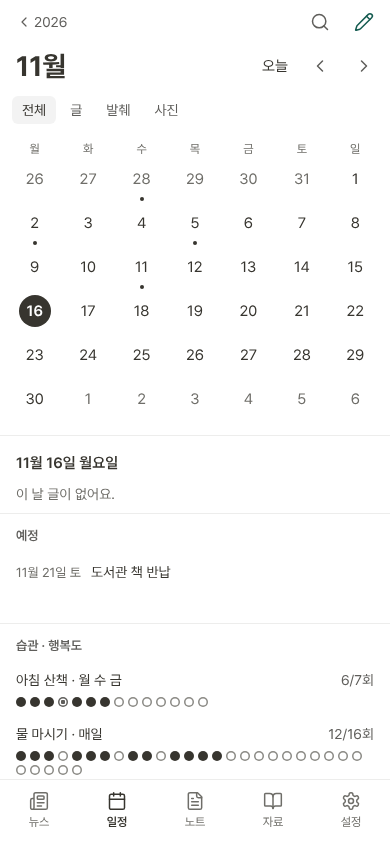 2026
11월
오늘
전체 글 발췌 사진
월 화 수 목 금 토 일
26 27 28 29 30 31 1
2 3 4 5 6 7 8
9 10 11 12 13 14 15
16 17 18 19 20 21 22
23 24 25 26 27 28 29
30 1 2 3 4 5 6
11월 16일 월요일
이 날 글이 없어요.
예정
11월 21일 토 도서관 책 반납
습관 · 행복도
아침 산책 · 월 수 금 6/7회
물 마시기 · 매일 12/16회
뉴스 일정 노트 자료 설정